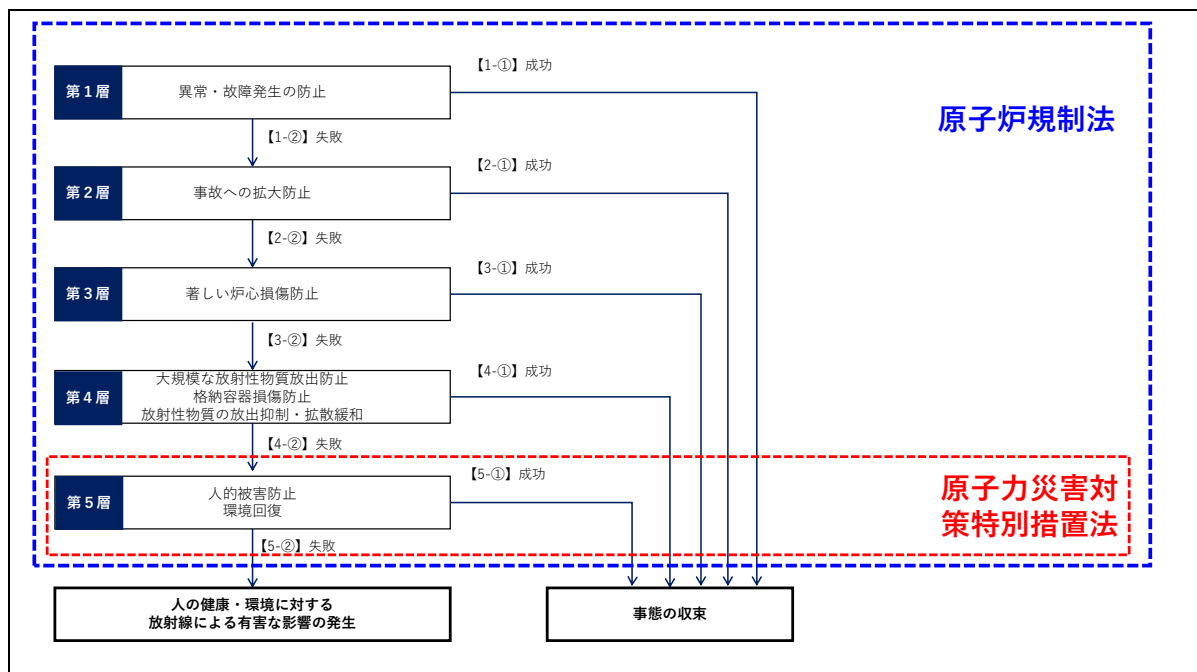 【1-①】成功
第1層
異常・故障発生の防止
原子炉規制法
【1-②】失敗
【2-①】成功
第2層
事故への拡大防止
【2-②】失敗
【3-①】成功
第3層
著しい炉心損傷防止
【3-②】失敗
【4-①】成功
第4層
大規模な放射性物質放出防止
格納容器損傷防止
放射性物質の放出抑制・拡散緩和
【4-②】失敗
【5-①】成功
第5層
人的被害防止
環境回復
原子力災害対
策特別措置法
【5-②】失敗
人の健康・環境に対する
放射線による有害な影響の発生
事態の収束